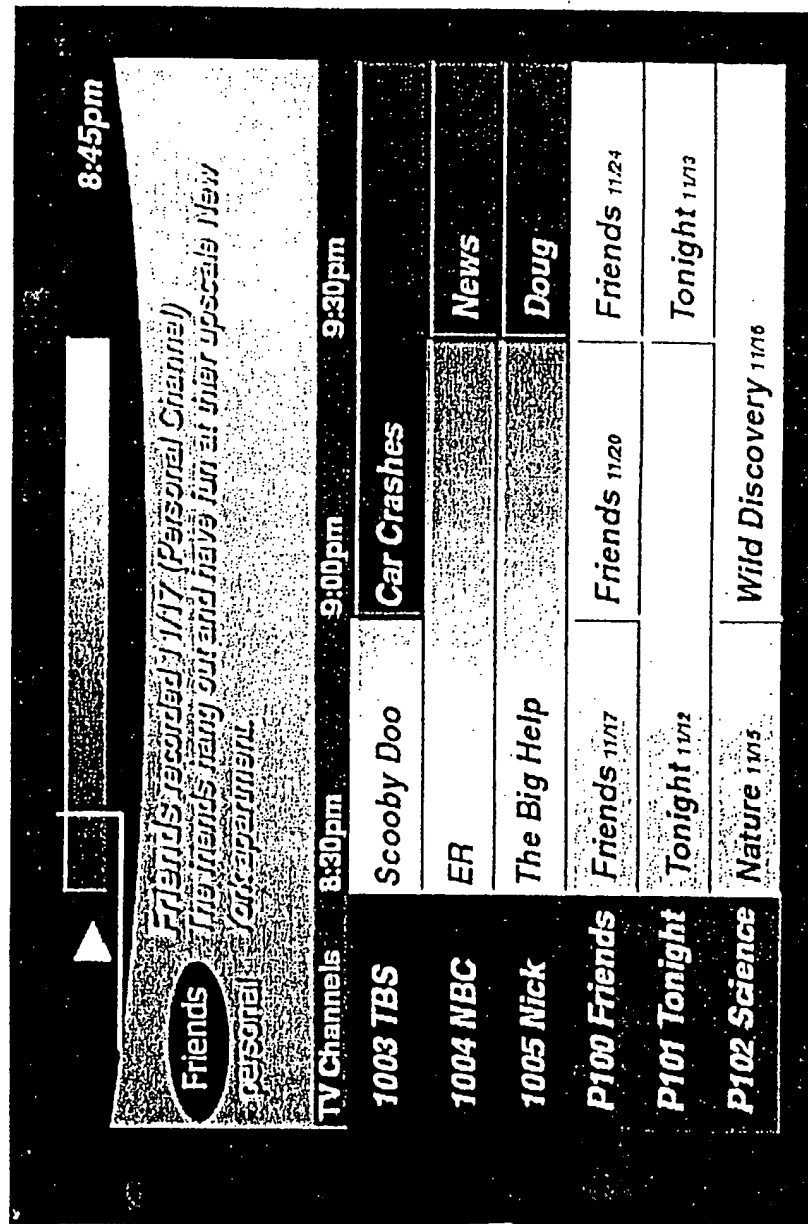 8:45pm
Friends
personal
Friends recorded 11/17 (Personal Channel)
The friends hang out and have fun at thier upscale New
York apartment.
TV Channels 8:30pm 9:00pm 9:30pm
1003 TBS Scooby Doo Car Crashes
1004 NBC ER News
1005 Nick The Big Help Doug
P100 Friends Friends 11/17 Friends 11/20 Friends 11/24
P101 Tonight Tonight 11/12 Tonight 11/13
P102 Science Nature 11/15 Wild Discovery 11/16